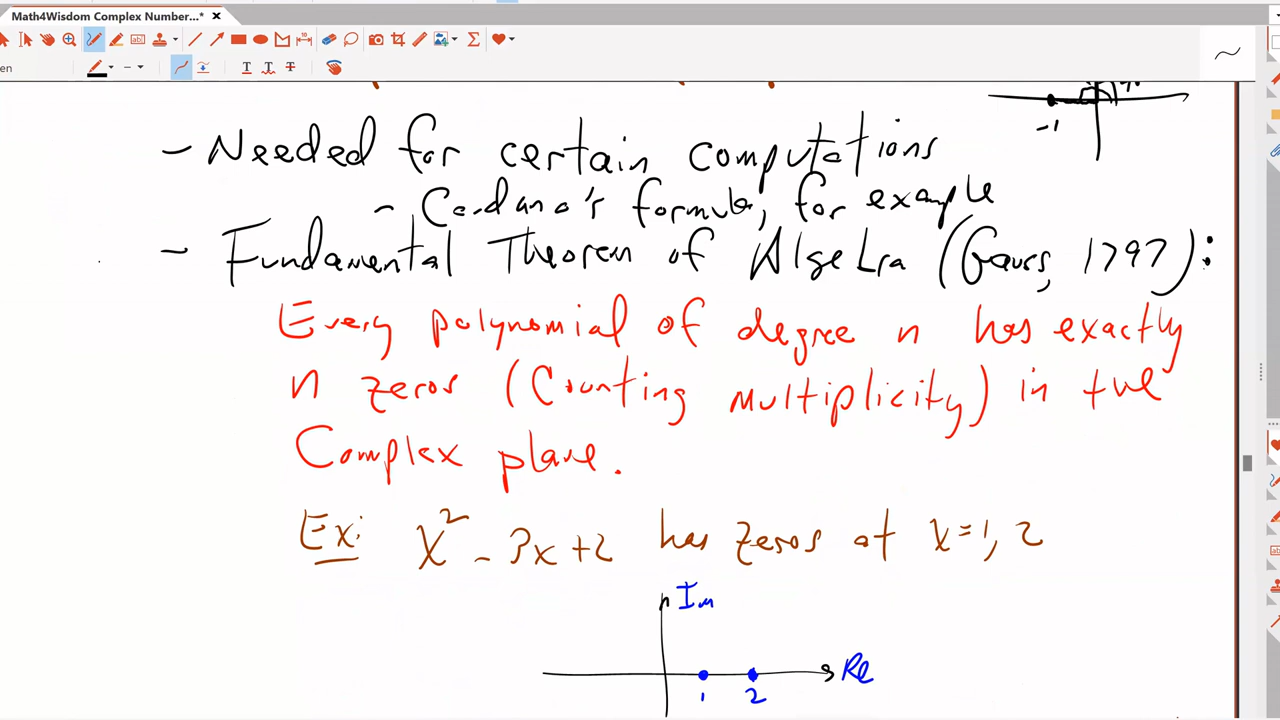 Math4Wisdom Complex Number...*
en
-1
- Needed for certain computations
- Cardano's formula, for example
- Fundamental Theorem of Algebra (Gauss, 1797):
Every polynomial of degree n has exactly
n zeros (Counting multiplicity) in the
Complex plane.
Ex: x² - 3x + 2 has zeros at x=1, 2
Im
Re
1 2